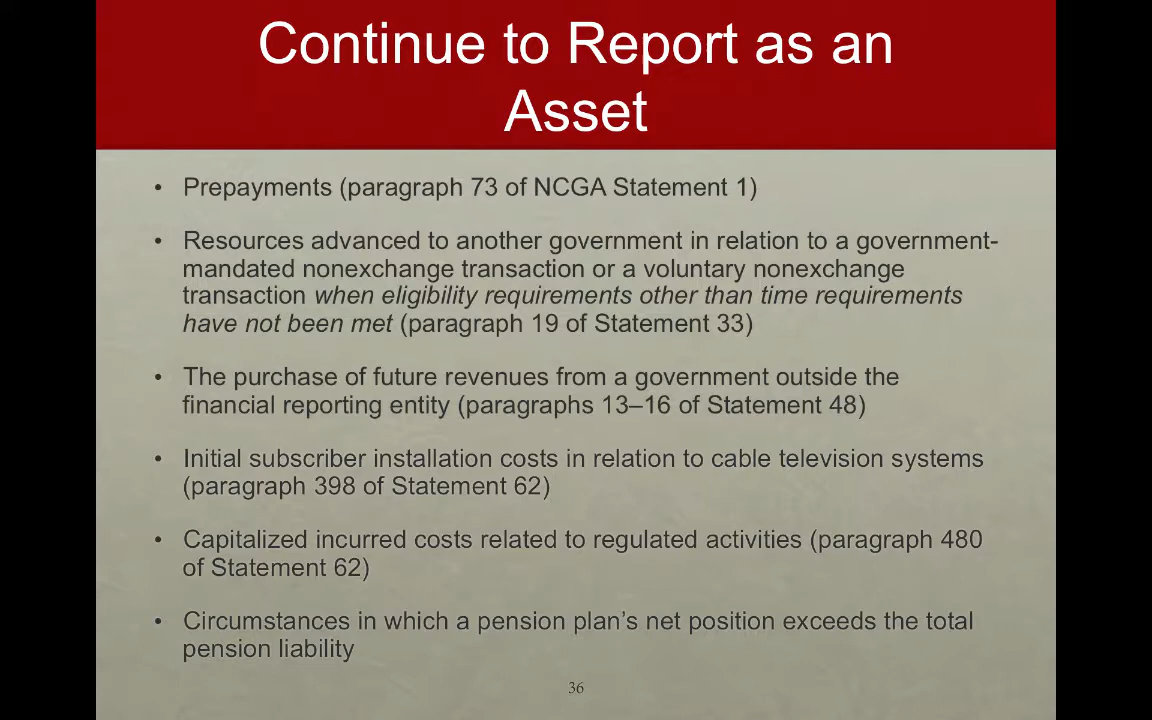 Continue to Report as an
Asset
• Prepayments (paragraph 73 of NCGA Statement 1)
• Resources advanced to another government in relation to a government-
mandated nonexchange transaction or a voluntary nonexchange
transaction when eligibility requirements other than time requirements
have not been met (paragraph 19 of Statement 33)
• The purchase of future revenues from a government outside the
financial reporting entity (paragraphs 13–16 of Statement 48)
• Initial subscriber installation costs in relation to cable television systems
(paragraph 398 of Statement 62)
• Capitalized incurred costs related to regulated activities (paragraph 480
of Statement 62)
• Circumstances in which a pension plan’s net position exceeds the total
pension liability
36